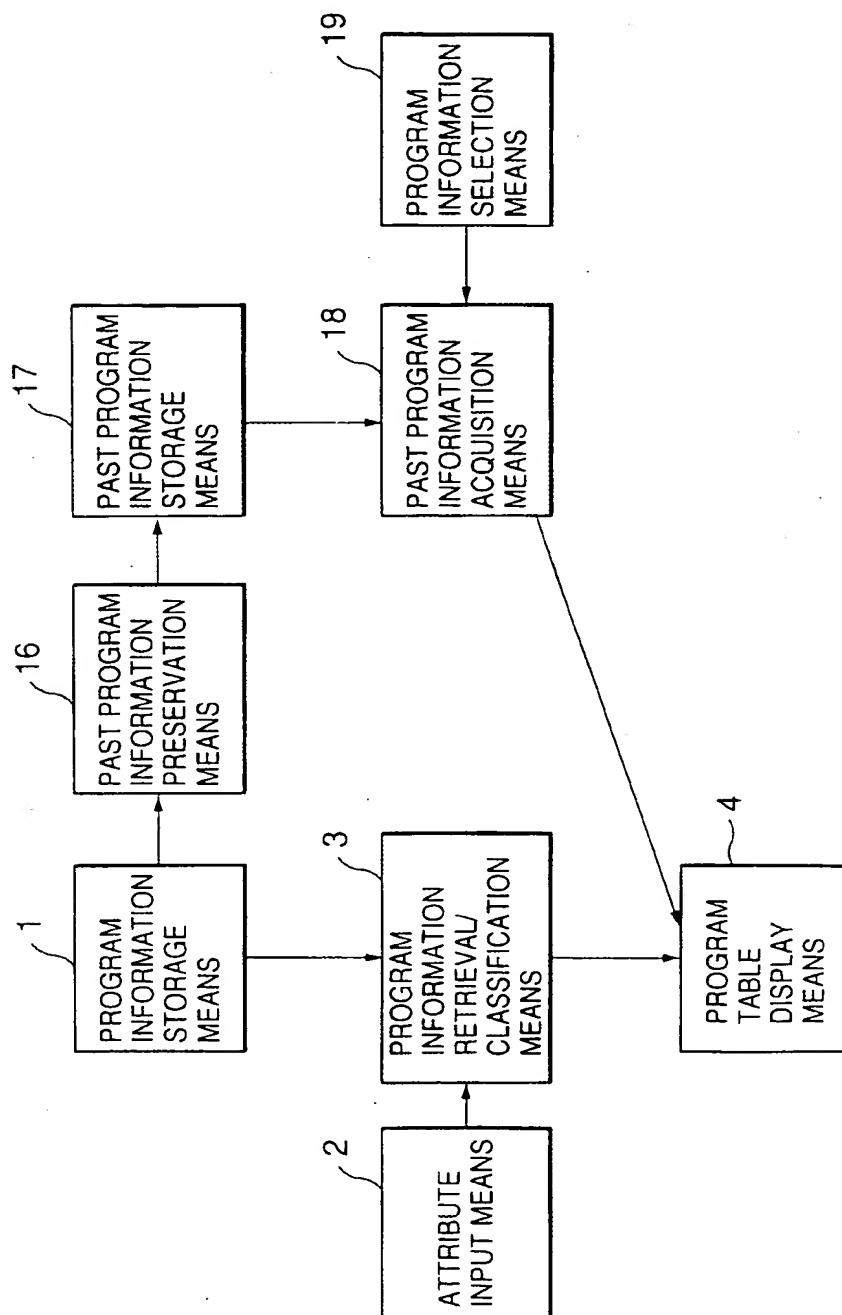 1
PROGRAM
INFORMATION
STORAGE
MEANS
16
PAST PROGRAM
INFORMATION
PRESERVATION
MEANS
17
PAST PROGRAM
INFORMATION
STORAGE
MEANS
2
ATTRIBUTE
INPUT MEANS
3
PROGRAM
INFORMATION
RETRIEVAL/
CLASSIFICATION
MEANS
18
PAST PROGRAM
INFORMATION
ACQUISITION
MEANS
19
PROGRAM
INFORMATION
SELECTION
MEANS
4
PROGRAM
TABLE
DISPLAY
MEANS